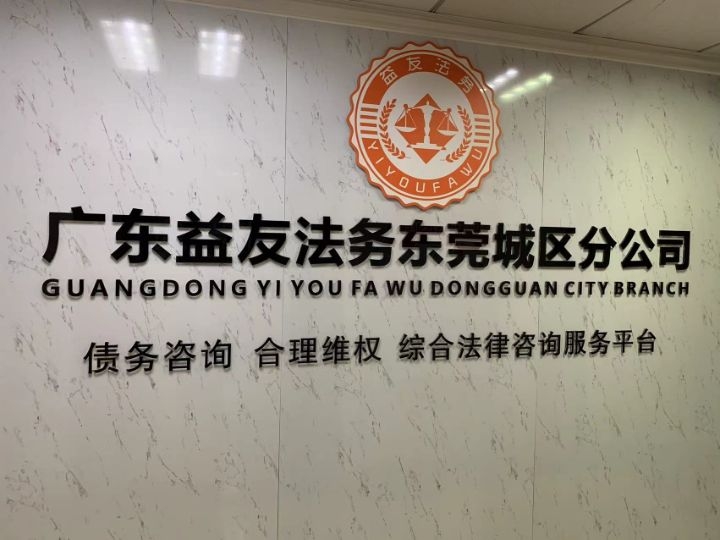 益友法务
YIYOUFAWU
广东益友法务东莞城区分公司
GUANGDONG YI YOU FA WU DONGGUAN CITY BRANCH
债务咨询 合理维权 综合法律咨询服务平台